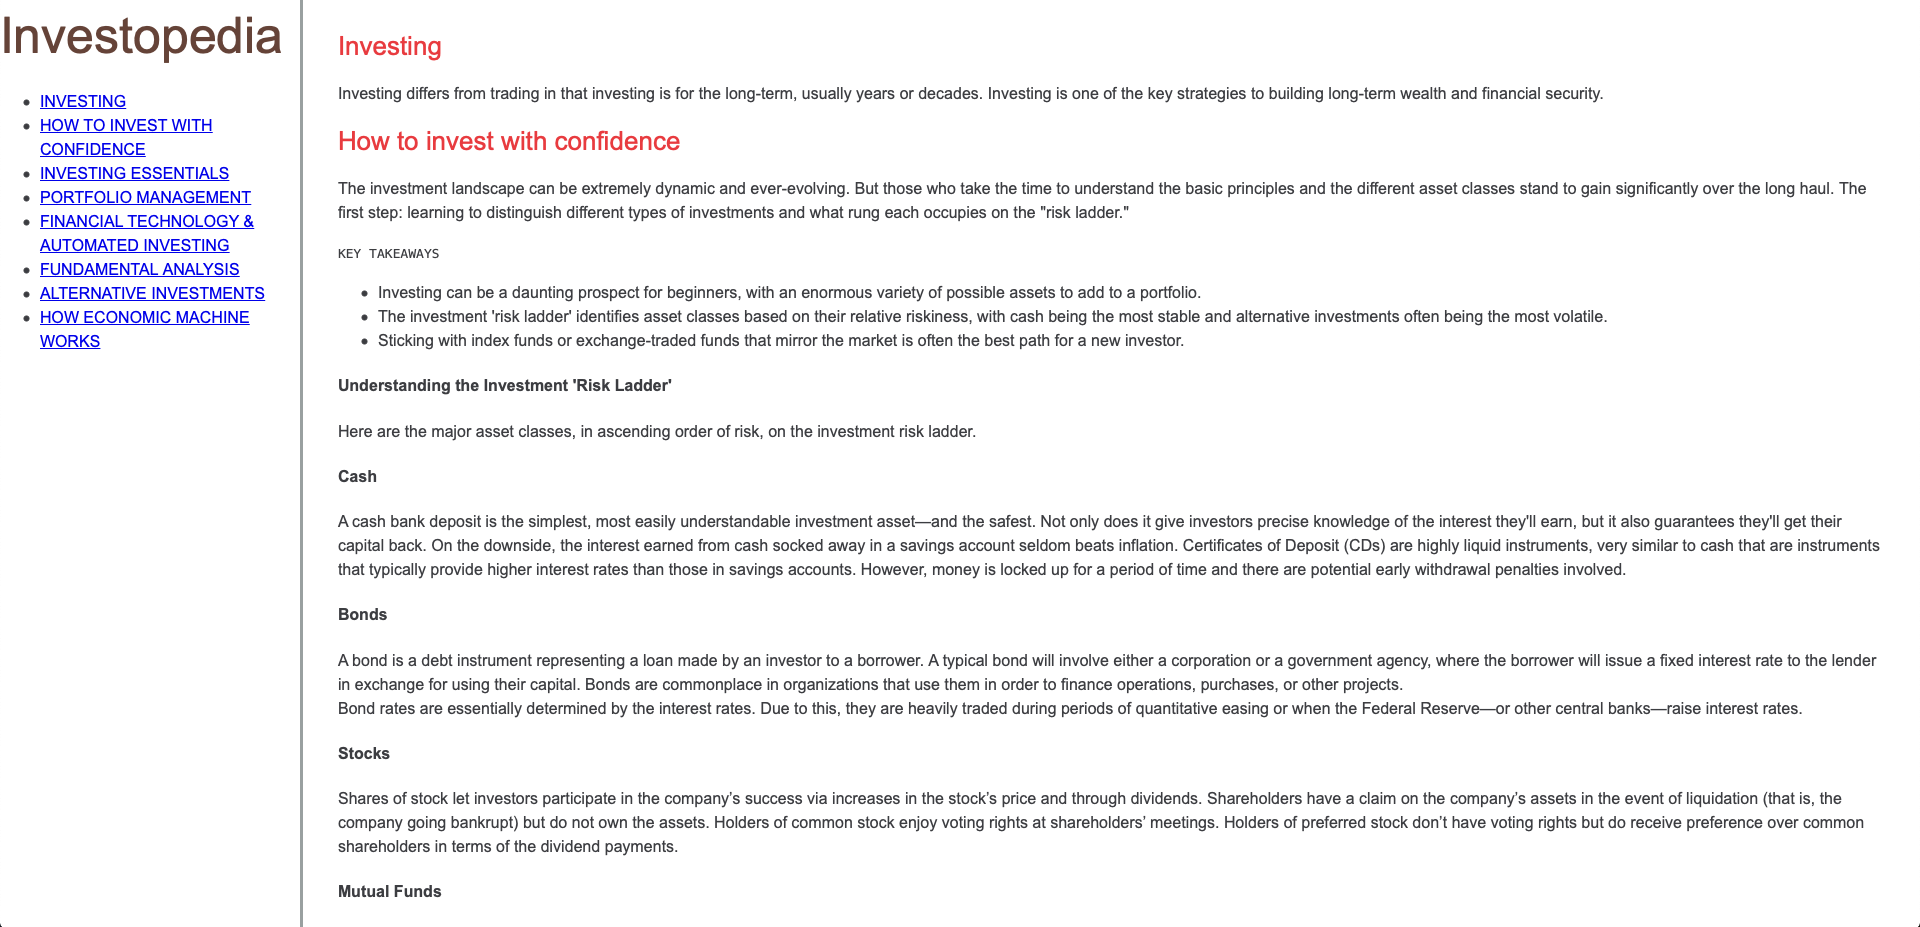 Investopedia
INVESTING
HOW TO INVEST WITH
CONFIDENCE
INVESTING ESSENTIALS
PORTFOLIO MANAGEMENT
FINANCIAL TECHNOLOGY &
AUTOMATED INVESTING
FUNDAMENTAL ANALYSIS
ALTERNATIVE INVESTMENTS
HOW ECONOMIC MACHINE
WORKS
Investing
Investing differs from trading in that investing is for the long-term, usually years or decades. Investing is one of the key strategies to building long-term wealth and financial security.
How to invest with confidence
The investment landscape can be extremely dynamic and ever-evolving. But those who take the time to understand the basic principles and the different asset classes stand to gain significantly over the long haul. The
first step: learning to distinguish different types of investments and what rung each occupies on the "risk ladder."
KEY TAKEAWAYS
Investing can be a daunting prospect for beginners, with an enormous variety of possible assets to add to a portfolio.
The investment 'risk ladder' identifies asset classes based on their relative riskiness, with cash being the most stable and alternative investments often being the most volatile.
Sticking with index funds or exchange-traded funds that mirror the market is often the best path for a new investor.
Understanding the Investment 'Risk Ladder'
Here are the major asset classes, in ascending order of risk, on the investment risk ladder.
Cash
A cash bank deposit is the simplest, most easily understandable investment asset—and the safest. Not only does it give investors precise knowledge of the interest they'll earn, but it also guarantees they'll get their
capital back. On the downside, the interest earned from cash socked away in a savings account seldom beats inflation. Certificates of Deposit (CDs) are highly liquid instruments, very similar to cash that are instruments
that typically provide higher interest rates than those in savings accounts. However, money is locked up for a period of time and there are potential early withdrawal penalties involved.
Bonds
A bond is a debt instrument representing a loan made by an investor to a borrower. A typical bond will involve either a corporation or a government agency, where the borrower will issue a fixed interest rate to the lender
in exchange for using their capital. Bonds are commonplace in organizations that use them in order to finance operations, purchases, or other projects.
Bond rates are essentially determined by the interest rates. Due to this, they are heavily traded during periods of quantitative easing or when the Federal Reserve—or other central banks—raise interest rates.
Stocks
Shares of stock let investors participate in the company’s success via increases in the stock’s price and through dividends. Shareholders have a claim on the company’s assets in the event of liquidation (that is, the
company going bankrupt) but do not own the assets. Holders of common stock enjoy voting rights at shareholders’ meetings. Holders of preferred stock don’t have voting rights but do receive preference over common
shareholders in terms of the dividend payments.
Mutual Funds